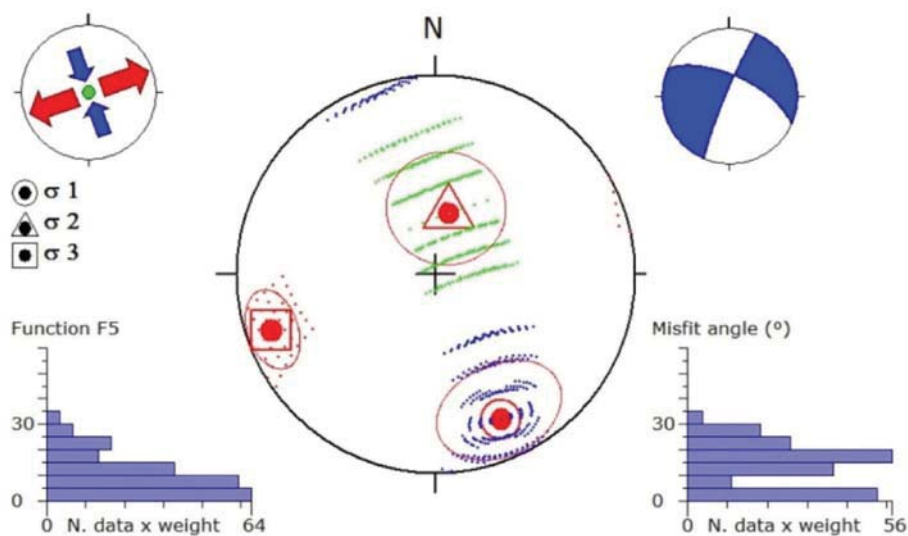 N
σ 1
σ 2
σ 3
Function F5
30
0
0 N. data x weight 64
Misfit angle (º)
30
0
0 N. data x weight 56